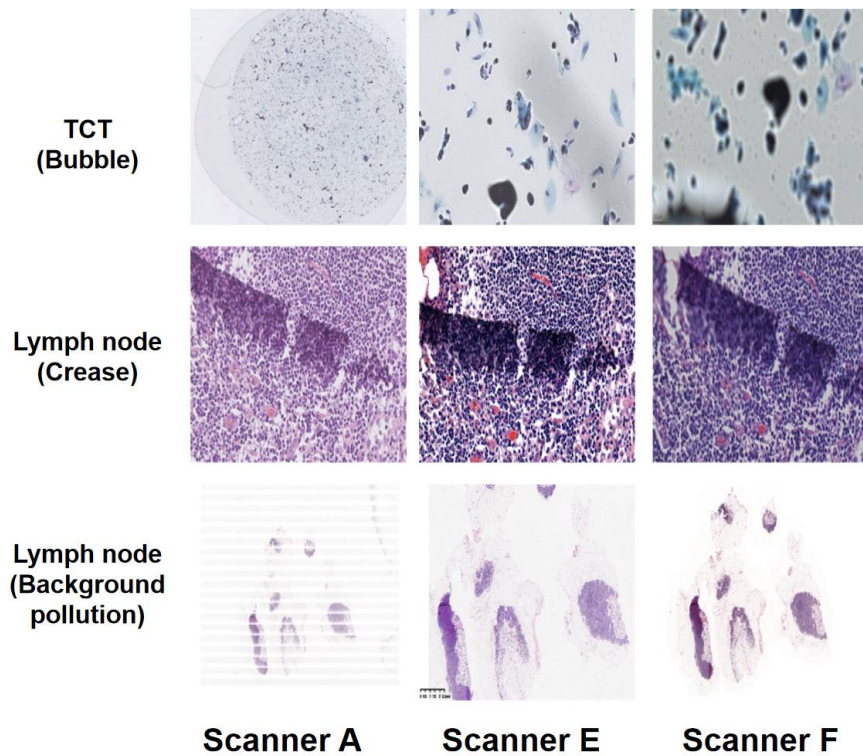 TCT
(Bubble)
Lymph node
(Crease)
Lymph node
(Background
pollution)
Scanner A
Scanner E
Scanner F